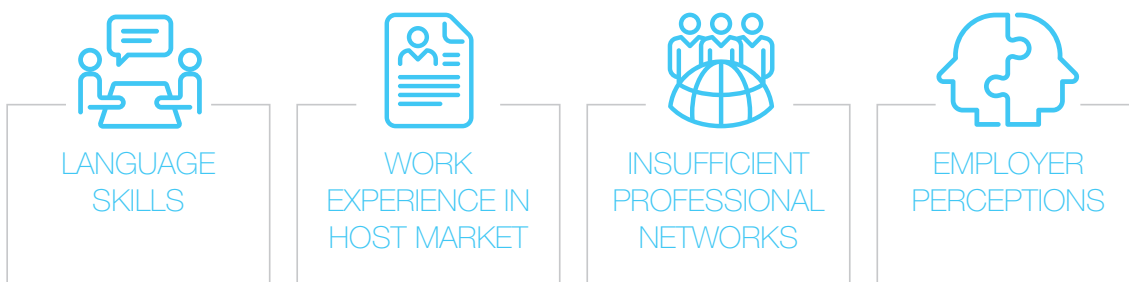 LANGUAGE
SKILLS
WORK
EXPERIENCE IN
HOST MARKET
INSUFFICIENT
PROFESSIONAL
NETWORKS
EMPLOYER
PERCEPTIONS